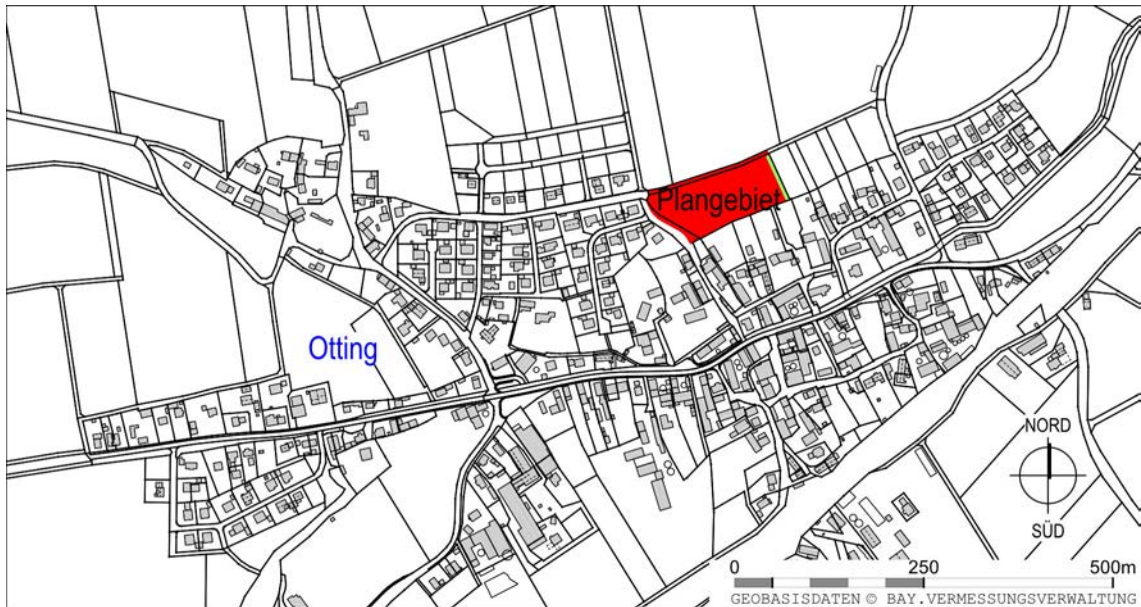 Plangebiet
Otting
NORD
SÜD
0 250 500m
GEOBASISDATEN © BAY.VERMESSUNGSVERWALTUNG